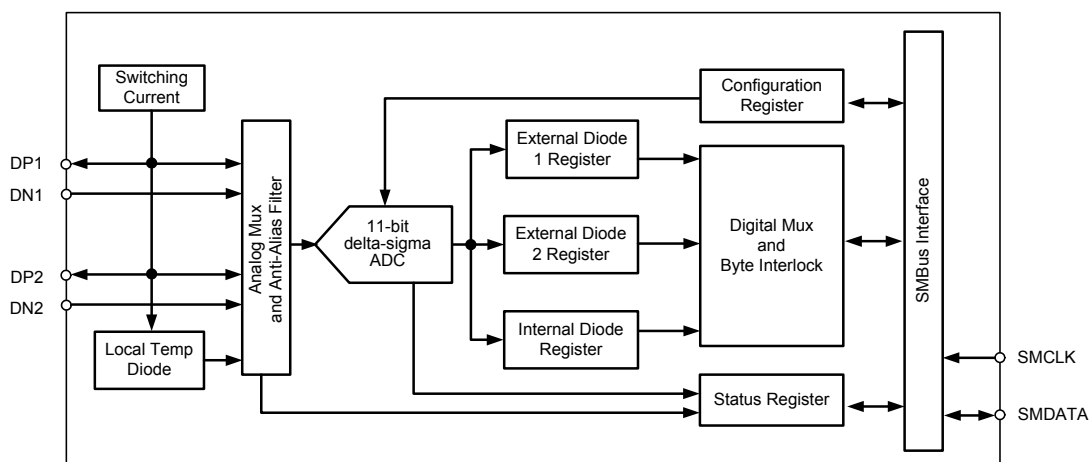 Switching
Current
DP1
DN1
DP2
DN2
Local Temp
Diode
Analog Mux
and Anti-Alias Filter
11-bit
delta-sigma
ADC
External Diode
1 Register
External Diode
2 Register
Internal Diode
Register
Configuration
Register
Digital Mux
and
Byte Interlock
Status Register
SMBus Interface
SMCLK
SMDATA